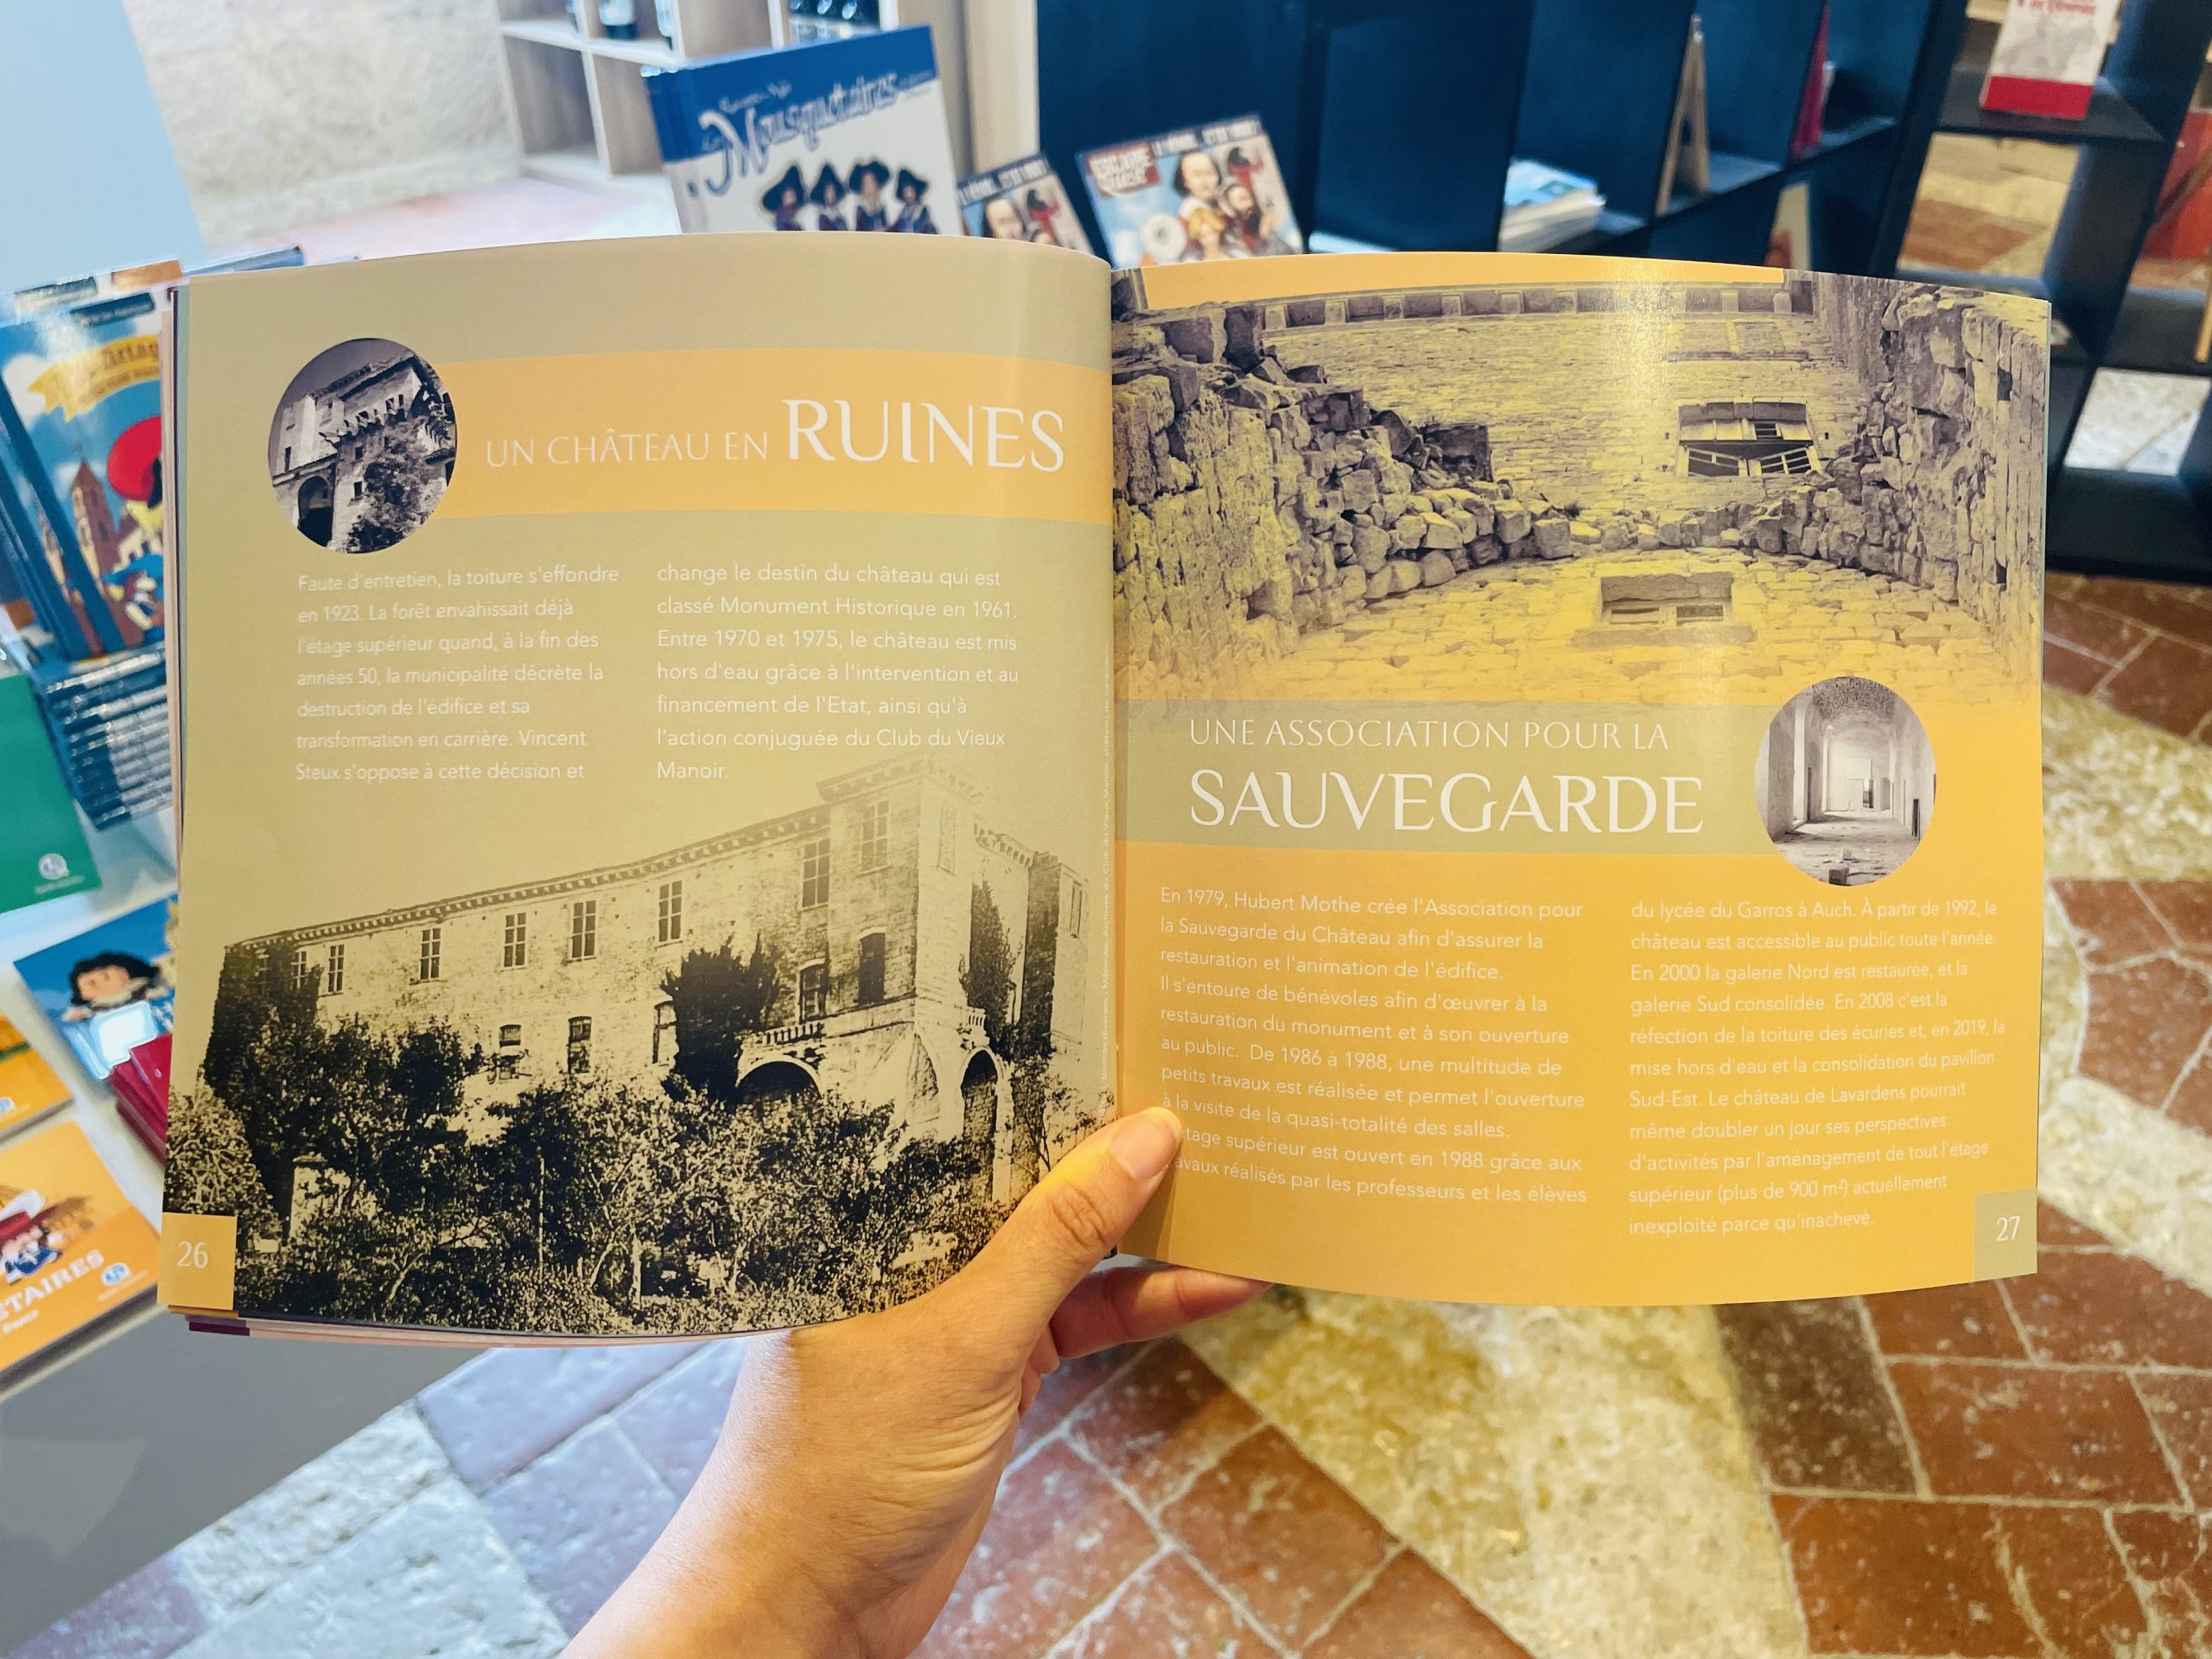 Les Mousquetaires
UN CHÂTEAU EN RUINES
Faute d'entretien, la toiture s'effondre
en 1923. La forêt envahissait déjà
l'étage supérieur quand, à la fin des
années 50, la municipalité décrète la
destruction de l'édifice et sa
transformation en carrière. Vincent
Steux s'oppose à cette décision et
change le destin du château qui est
classé Monument Historique en 1961.
Entre 1970 et 1975, le château est mis
hors d'eau grâce à l'intervention et au
financement de l'Etat, ainsi qu'à
l'action conjuguée du Club du Vieux
Manoir.
26
UNE ASSOCIATION POUR LA
SAUVEGARDE
En 1979, Hubert Mothe crée l'Association pour
la Sauvegarde du Château afin d'assurer la
restauration et l'animation de l'édifice.
Il s'entoure de bénévoles afin d'œuvrer à la
restauration du monument et à son ouverture
au public. De 1986 à 1988, une multitude de
petits travaux est réalisée et permet l'ouverture
à la visite de la quasi-totalité des salles.
tage supérieur est ouvert en 1988 grâce aux
avaux réalisés par les professeurs et les élèves
du lycée du Garros à Auch. À partir de 1992, le
château est accessible au public toute l'année.
En 2000 la galerie Nord est restaurée, et la
galerie Sud consolidée. En 2008 c'est la
réfection de la toiture des écuries et, en 2019, la
mise hors d'eau et la consolidation du pavillon
Sud-Est. Le château de Lavardens pourrait
même doubler un jour ses perspectives
d'activités par l'aménagement de tout l'étage
supérieur (plus de 900 m²) actuellement
inexploité parce qu'inachevé.
27